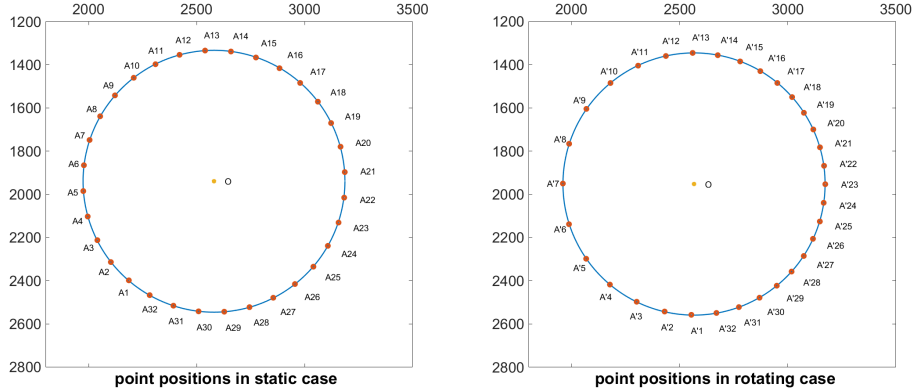 2000 2500 3000 3500
1200
1400
1600
1800
2000
2200
2400
2600
2800
A13
A12
A14
A11
A15
A10
A16
A9
A17
A8
A18
A7
A19
A6
A20
A5
A21
A4
A22
A3
A23
A2
A24
A1
A25
A32
A26
A31
A27
A30
A28
A29
O
point positions in static case
2000 2500 3000 3500
1200
1400
1600
1800
2000
2200
2400
2600
2800
A'13
A'12
A'14
A'11
A'15
A'10
A'16
A'9
A'17
A'8
A'18
A'7
A'19
A'6
A'20
A'5
A'21
A'4
A'22
A'3
A'23
A'2
A'24
A'1
A'25
A'32
A'26
A'31
A'27
A'30
A'28
A'29
O
point positions in rotating case